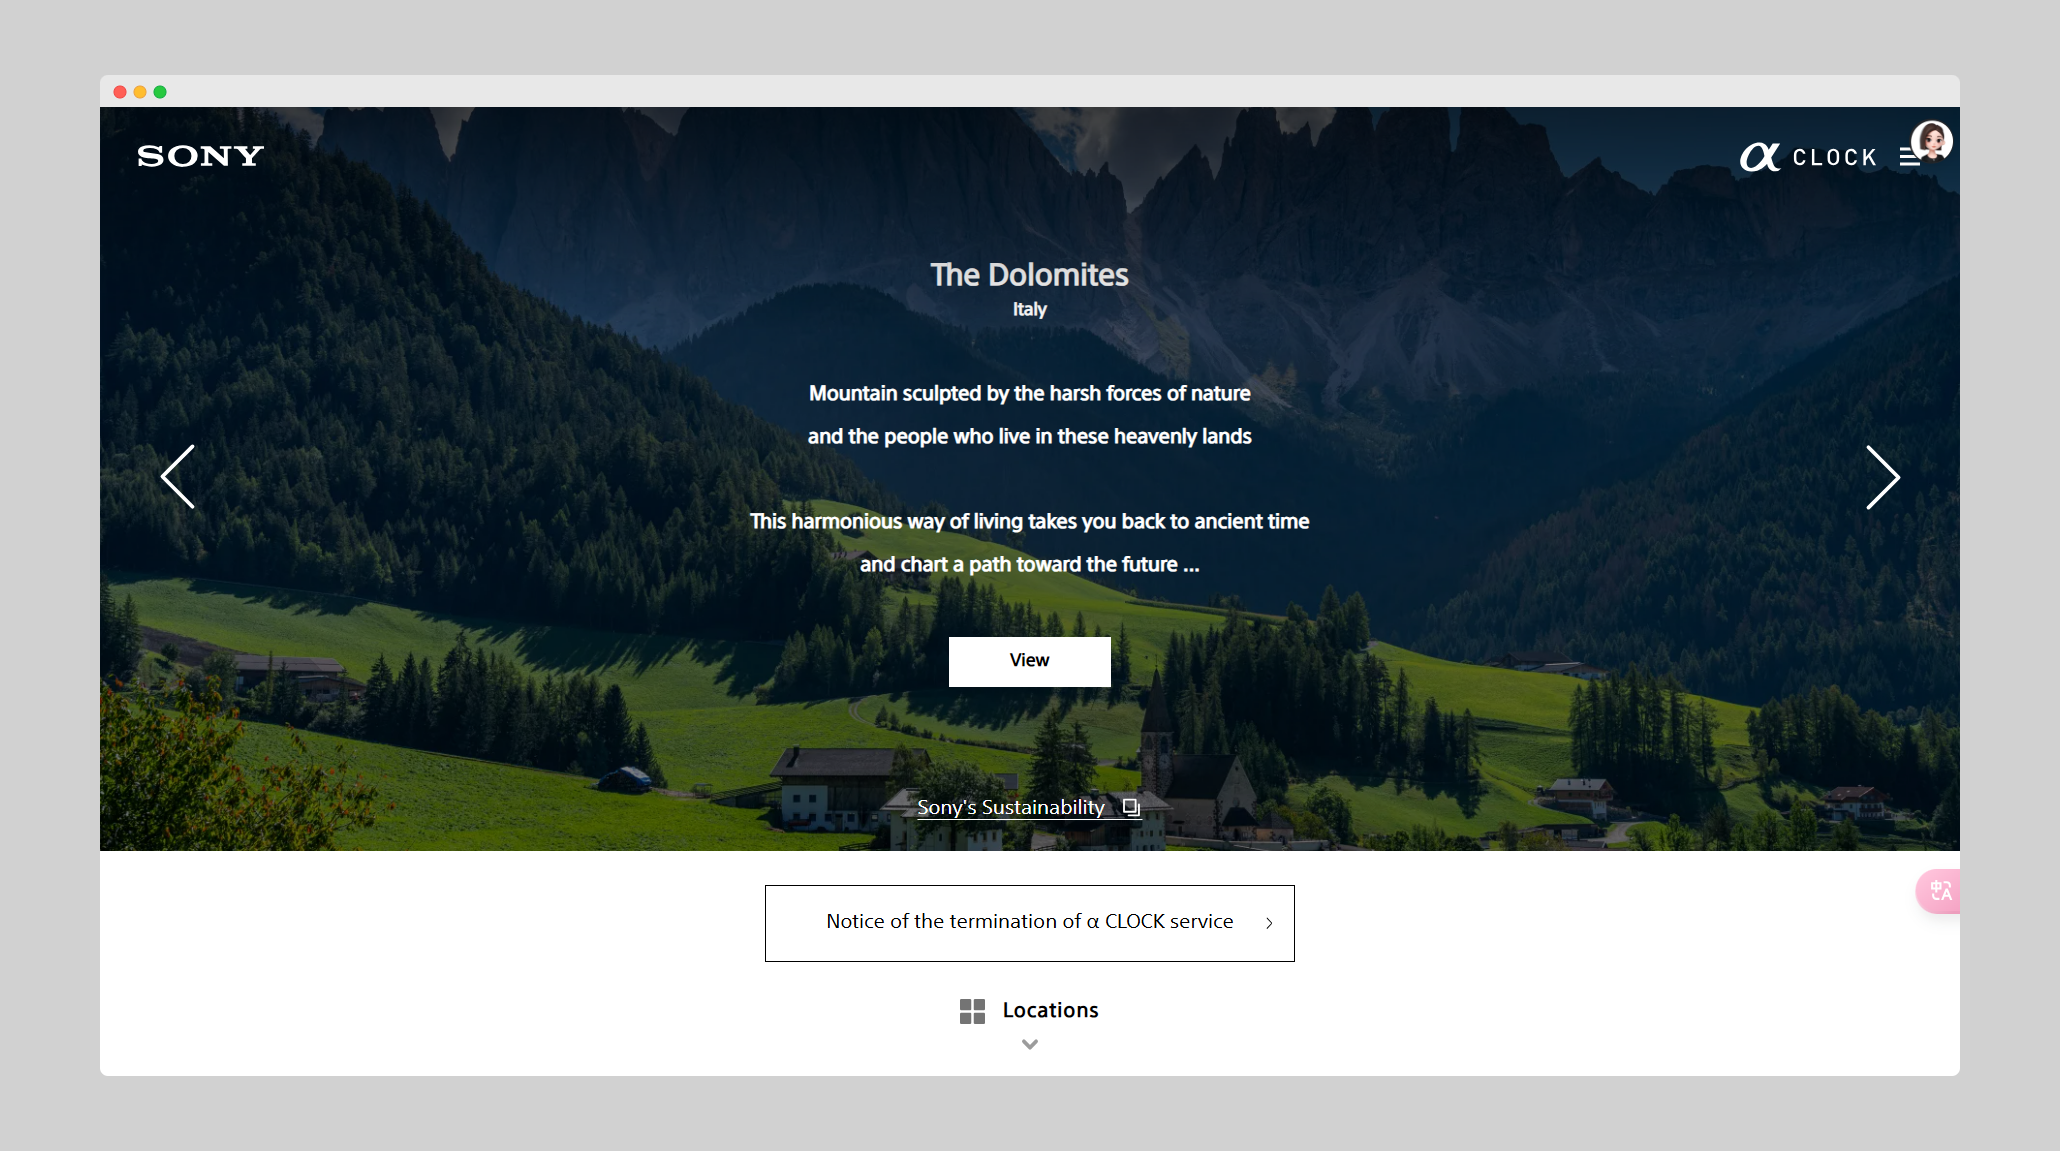 SONY
α CLOCK
The Dolomites
Italy
Mountain sculpted by the harsh forces of nature
and the people who live in these heavenly lands
This harmonious way of living takes you back to ancient time
and chart a path toward the future ...
View
Sony's Sustainability
中A
Notice of the termination of α CLOCK service
Locations